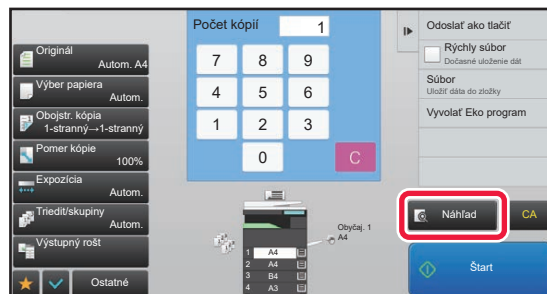 Originál
Autom. A4
Výber papiera
Autom.
Obojstr. kópia
1-stranný→1-stranný
Pomer kópie
100%
Expozícia
Autom.
Triediť/skupiny
Autom.
Výstupný rošt
Ostatné
Počet kópií 1
7 8 9
4 5 6
1 2 3
0 C
Obyčaj. 1
A4
1 A4
2 A4
3 B4
4 A3
Odoslať ako tlačiť
Rýchly súbor
Dočasné uloženie dát
Súbor
Uložiť dáta do zložky
Vyvolať Eko program
Náhľad CA
Štart